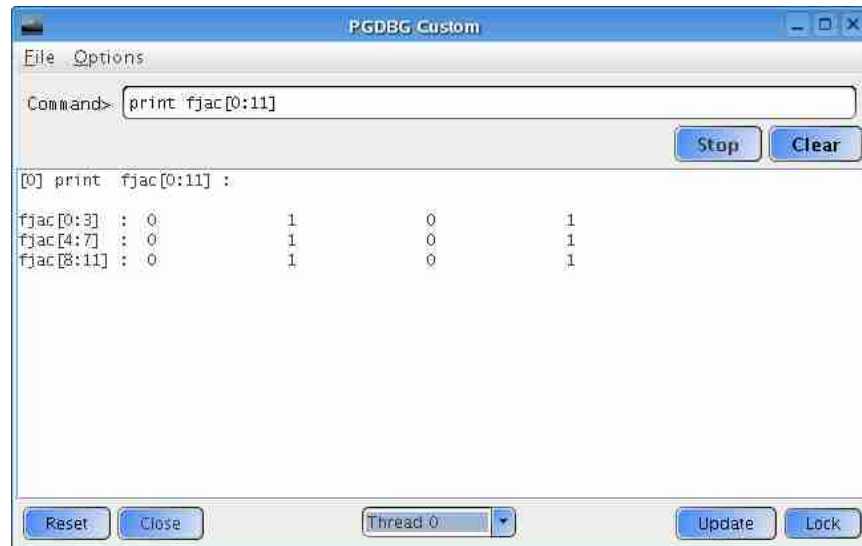 PGDBG Custom
File Options
Command> print fjac[0:11]
Stop Clear
[0] print fjac[0:11] :
fjac[0:3] : 0 1 0 1
fjac[4:7] : 0 1 0 1
fjac[8:11] : 0 1 0 1
Reset Close Thread 0 Update Lock